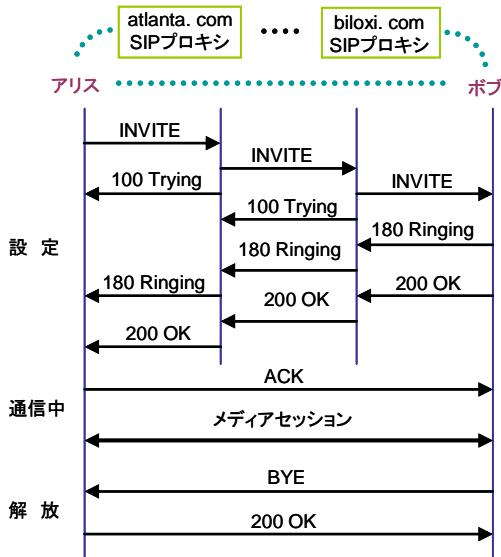 atlanta. com
SIPプロキシ
biloxi. com
SIPプロキシ
アリス
ボブ
INVITE
INVITE
100 Trying
INVITE
100 Trying
180 Ringing
設 定
180 Ringing
180 Ringing
200 OK
200 OK
200 OK
ACK
通信中
メディアセッション
BYE
解 放
200 OK